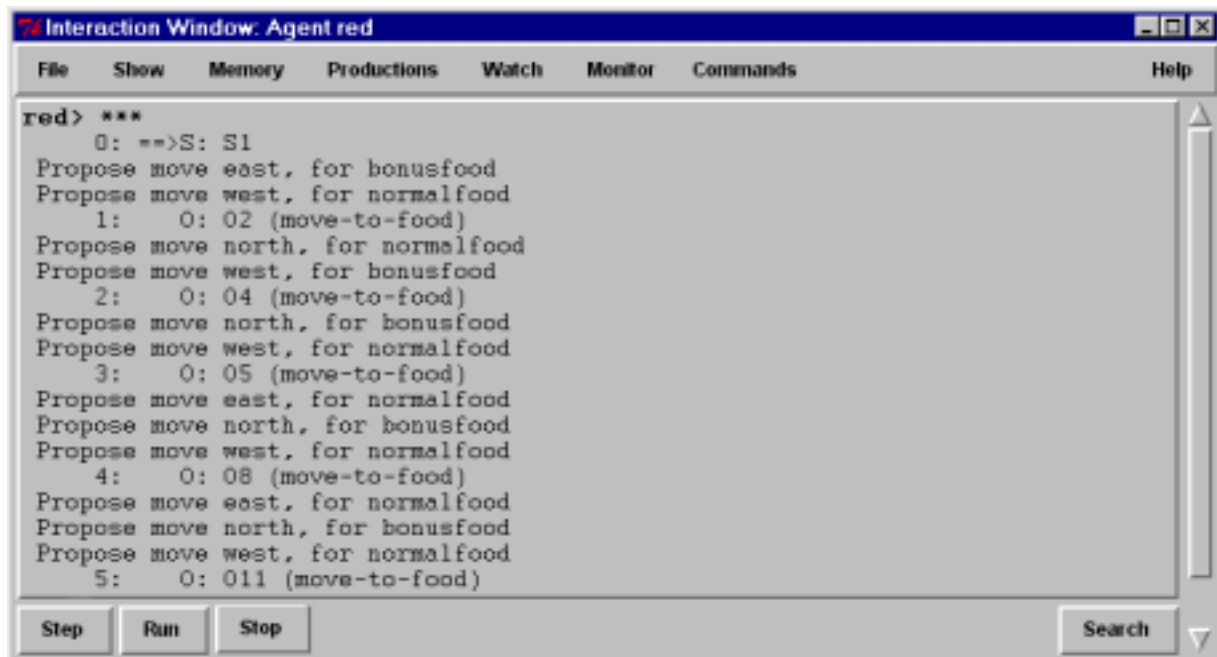 Interaction Window: Agent red
File Show Memory Productions Watch Monitor Commands Help
red> ***
0: ==>S: S1
Propose move east, for bonusfood
Propose move west, for normalfood
1: O: O2 (move-to-food)
Propose move north, for normalfood
Propose move west, for bonusfood
2: O: O4 (move-to-food)
Propose move north, for bonusfood
Propose move west, for normalfood
3: O: O5 (move-to-food)
Propose move east, for normalfood
Propose move north, for bonusfood
Propose move west, for normalfood
4: O: O8 (move-to-food)
Propose move east, for normalfood
Propose move north, for bonusfood
Propose move west, for normalfood
5: O: O11 (move-to-food)
Step Run Stop Search